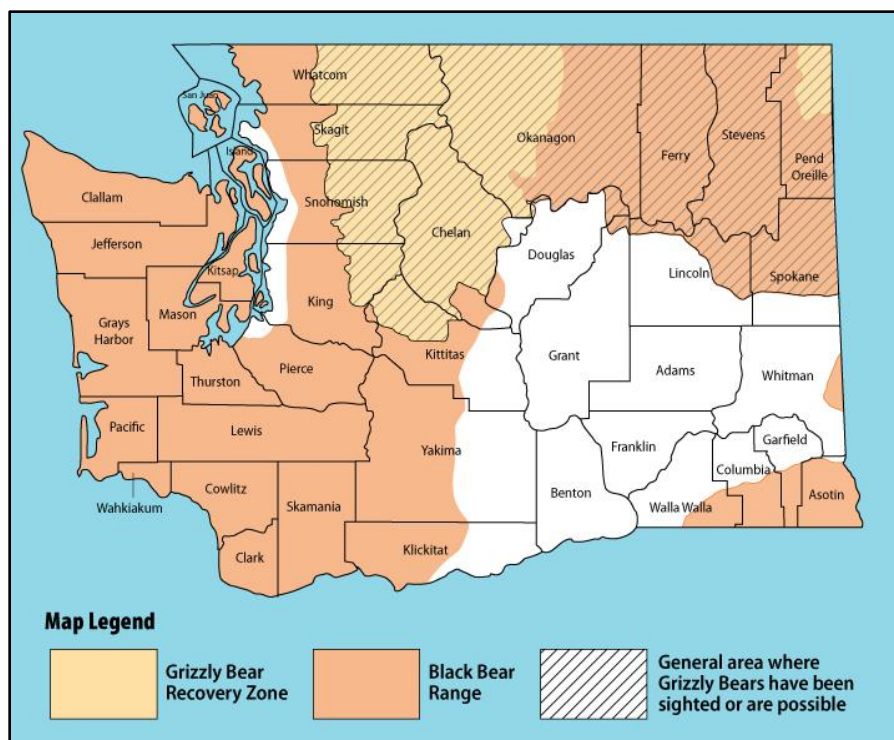 Whatcom
San Juan
Skagit
Island
Okanagon
Ferry
Stevens
Pend
Oreille
Clallam
Snohomish
Chelan
Jefferson
Douglas
Lincoln
Spokane
Kitsap
King
Mason
Grays
Harbor
Kittitas
Grant
Adams
Whitman
Pierce
Thurston
Pacific
Lewis
Yakima
Franklin
Garfield
Columbia
Wahkiakum
Cowlitz
Skamania
Benton
Walla Walla
Asotin
Clark
Klickitat
Map Legend
Grizzly Bear
Recovery Zone
Black Bear
Range
General area where
Grizzly Bears have been
sighted or are possible